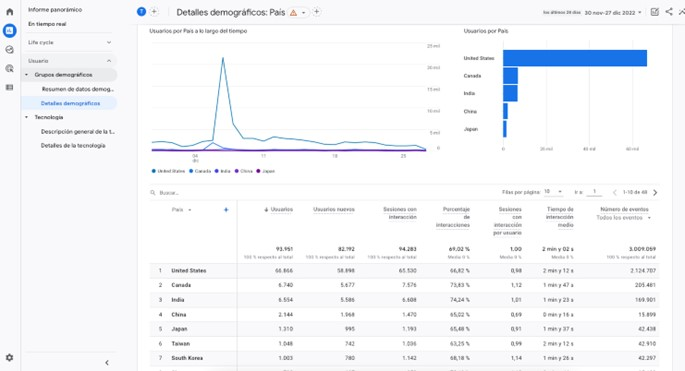 Informe panorámico
En tiempo real
Life cycle
Usuario
Grupos demográficos
Resumen de datos demog...
Detalles demográficos
Tecnología
Descripción general de la t...
Detalles de la tecnología
T
Detalles demográficos: País
Últimos 28 días 30 nov-27 dic 2022
Usuarios por País a lo largo del tiempo
25 mil
20 mil
15 mil
10 mil
5 mil
0
04
dic
11
20
United States Canada India China Japan
Usuarios por País
United States
Canada
India
China
Japan
0 20 mil 40 mil 60 mil
Buscar...
Filas por página 10 Ir a: 1 1-10 de 48
País
Usuarios
Usuarios nuevos
Sesiones con interacción
Porcentaje de interacciones
Sesiones con interacción por usuario
Tiempo de interacción medio
Número de eventos
Todos los eventos
93.951 82.192 94.283 69,02 % 1,00 2 min y 02 s 3.009.059
100 % respecto al total 100 % respecto al total 100 % respecto al total Media 0 % Media 0 % Media 0 % 100 % respecto al total
1 United States 66.866 58.898 65.530 66,82 % 0,98 2 min y 12 s 2.124.707
2 Canada 6.740 5.677 7.576 73,83 % 1,12 1 min y 47 s 205.481
3 India 6.554 5.586 6.608 74,24 % 1,01 2 min y 23 s 169.901
4 China 2.144 1.968 1.470 65,02 % 0,69 0 min y 16 s 15.899
5 Japan 1.310 995 1.193 65,48 % 0,91 1 min y 37 s 42.438
6 Taiwan 1.048 742 1.036 63,25 % 0,99 2 min y 12 s 42.910
7 South Korea 1.003 780 1.142 68,18 % 1,14 1 min y 26 s 42.297